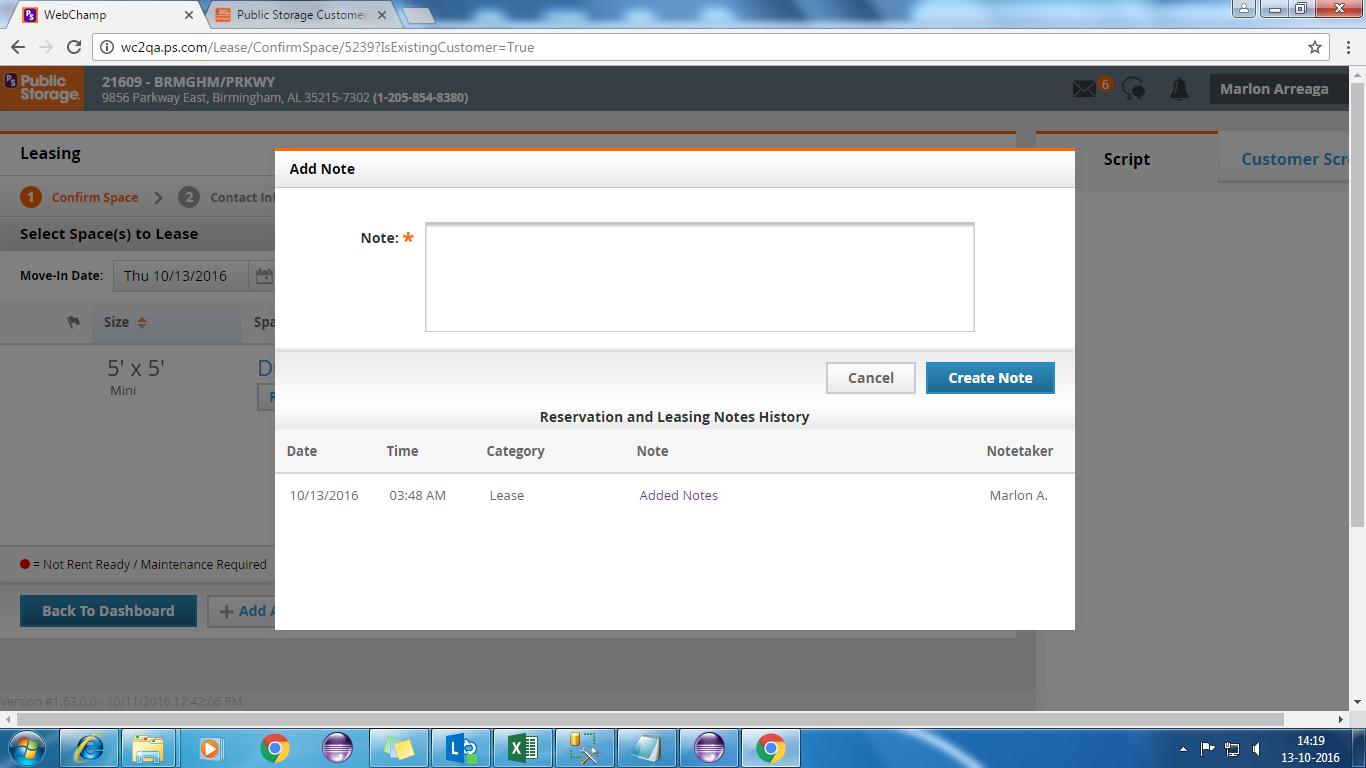 WebChamp
Public Storage Customer
wc2qa.ps.com/Lease/ConfirmSpace/5239?IsExistingCustomer=True
PS Public Storage.
21609 - BRMGHM/PRKWY
9856 Parkway East, Birmingham, AL 35215-7302 (1-205-854-8380)
6
Marlon Arreaga
Leasing
Script
Customer Scr
1 Confirm Space
2 Contact Inf
Select Space(s) to Lease
Move-In Date: Thu 10/13/2016
Size
Spa
5' x 5'
Mini
D
R
= Not Rent Ready / Maintenance Required
Back To Dashboard
+ Add A
Version #1.63.0.0 - 10/11/2016 12:42:06 PM
Add Note
Note: *
Cancel
Create Note
Reservation and Leasing Notes History
Date Time Category Note Notetaker
10/13/2016 03:48 AM Lease Added Notes Marlon A.
14:19
13-10-2016